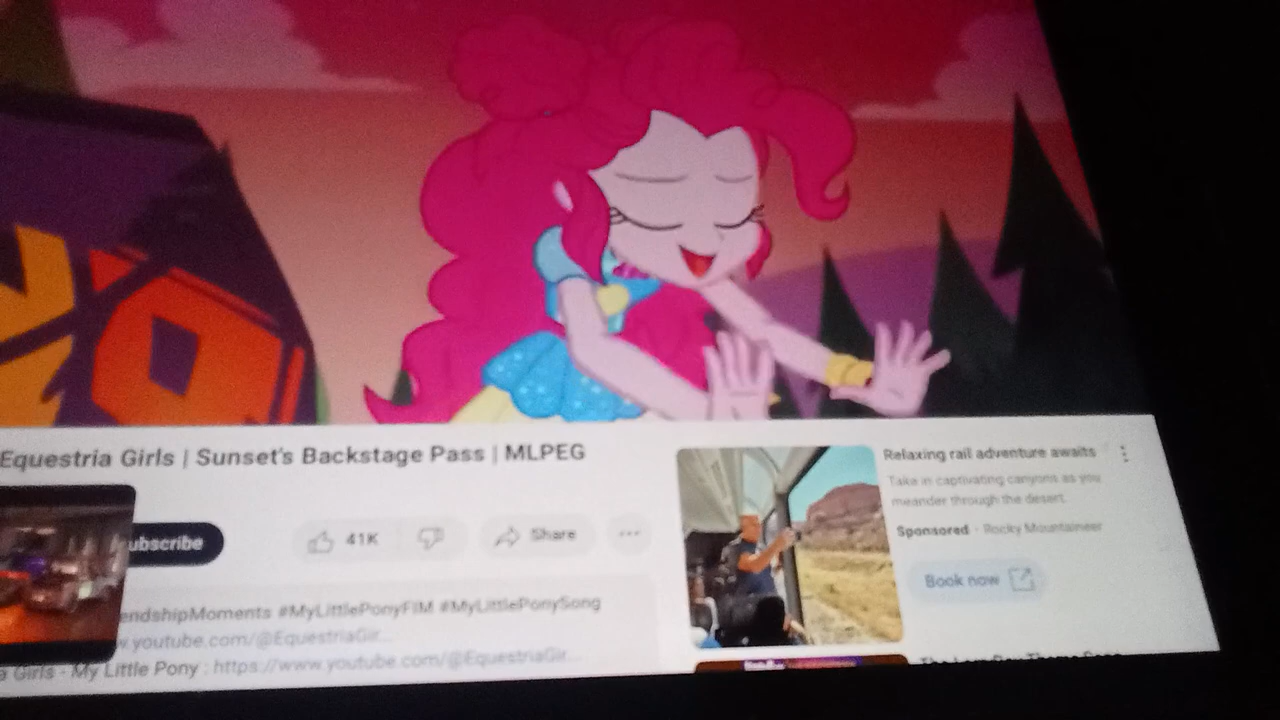 Equestria Girls | Sunset's Backstage Pass | MLPEG
ubscribe
41K
Share
endshipMoments #MyLittlePonyFIM #MyLittlePonySong
.youtube.com/@EquestriaGir...
Girls - My Little Pony : https://www.youtube.com/@EquestriaGir...
Relaxing rail adventure awaits
Take in captivating canyons as you
meander through the desert.
Sponsored · Rocky Mountaineer
Book now